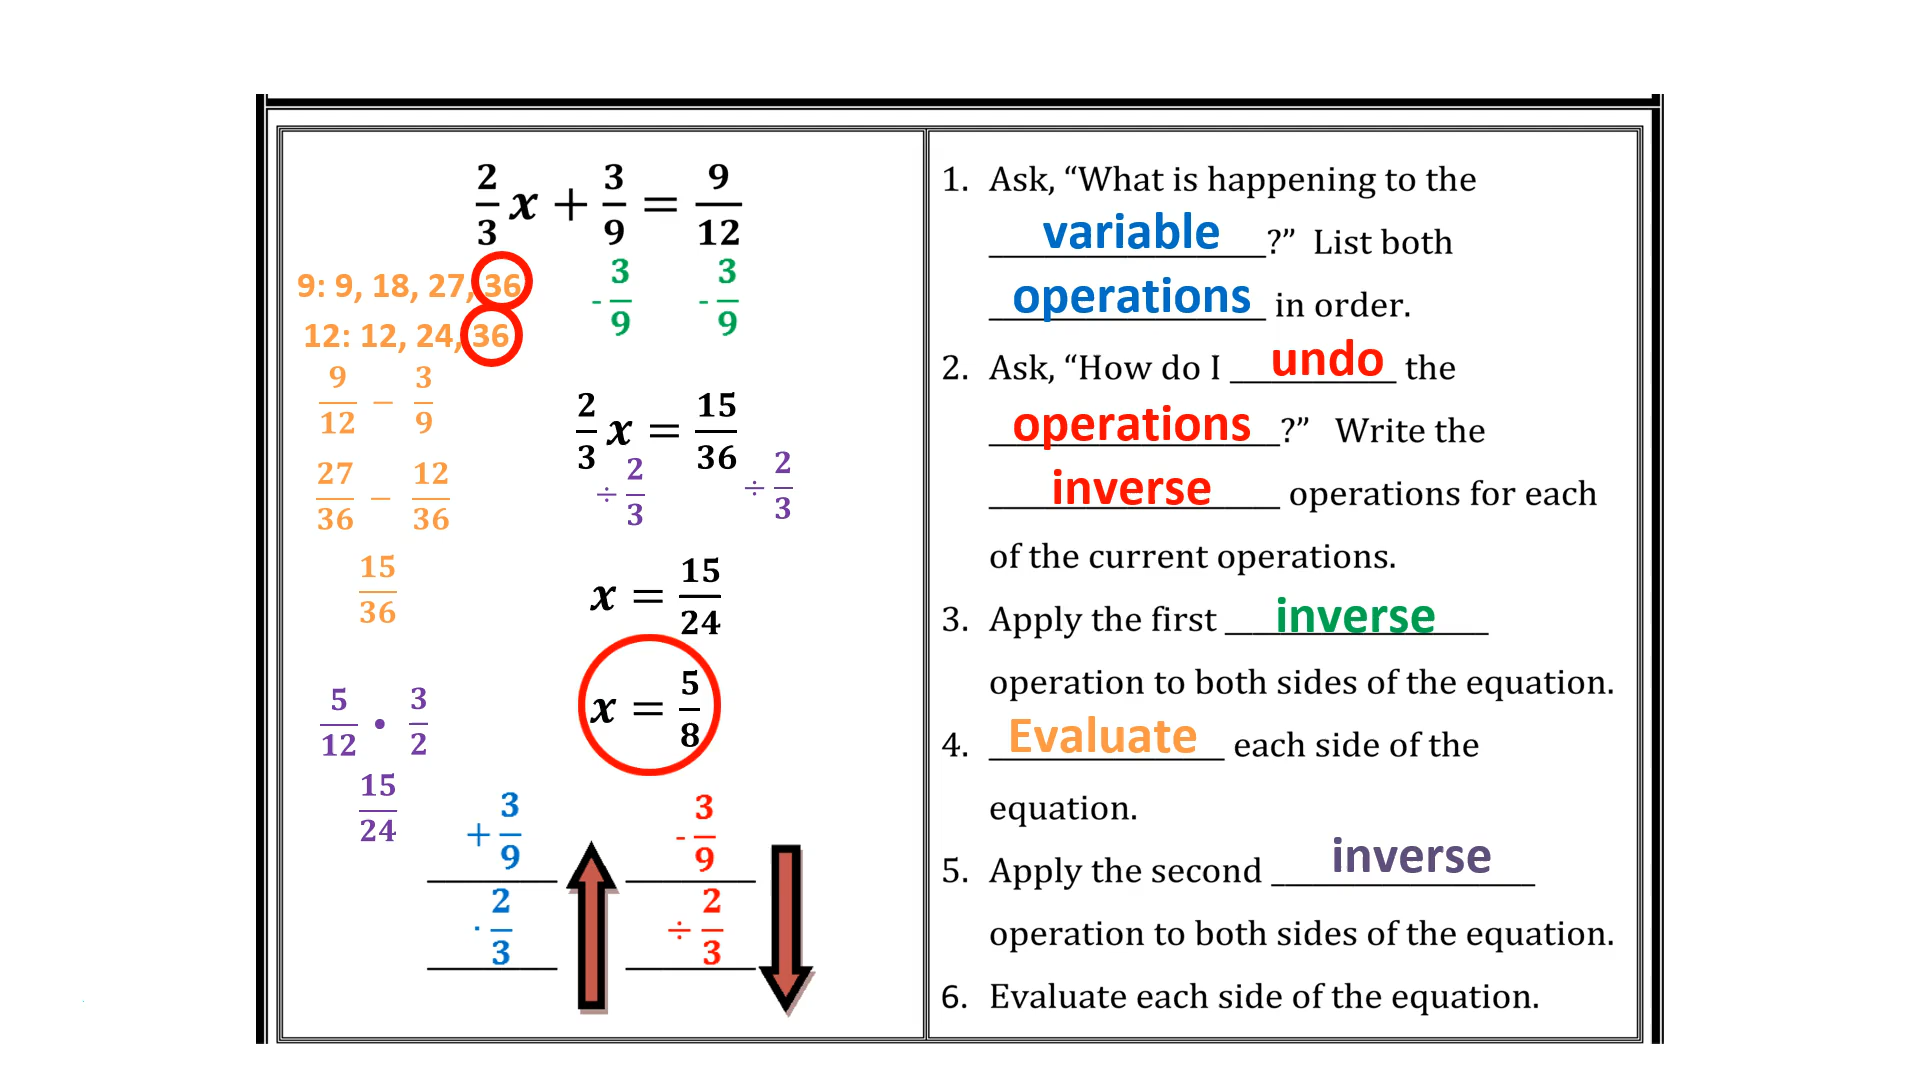 2/3 x + 3/9 = 9/12
9: 9, 18, 27, 36
12: 12, 24, 36
- 3/9 - 3/9
9/12 − 3/9
2/3 x = 15/36
÷ 2/3 ÷ 2/3
27/36 − 12/36
15/36
x = 15/24
x = 5/8
5/12 • 3/2
15/24
+ 3/9 - 3/9
· 2/3 ÷ 2/3
1. Ask, “What is happening to the
variable?” List both
operations in order.
2. Ask, “How do I undo the
operations?” Write the
inverse operations for each
of the current operations.
3. Apply the first inverse
operation to both sides of the equation.
4. Evaluate each side of the
equation.
5. Apply the second inverse
operation to both sides of the equation.
6. Evaluate each side of the equation.